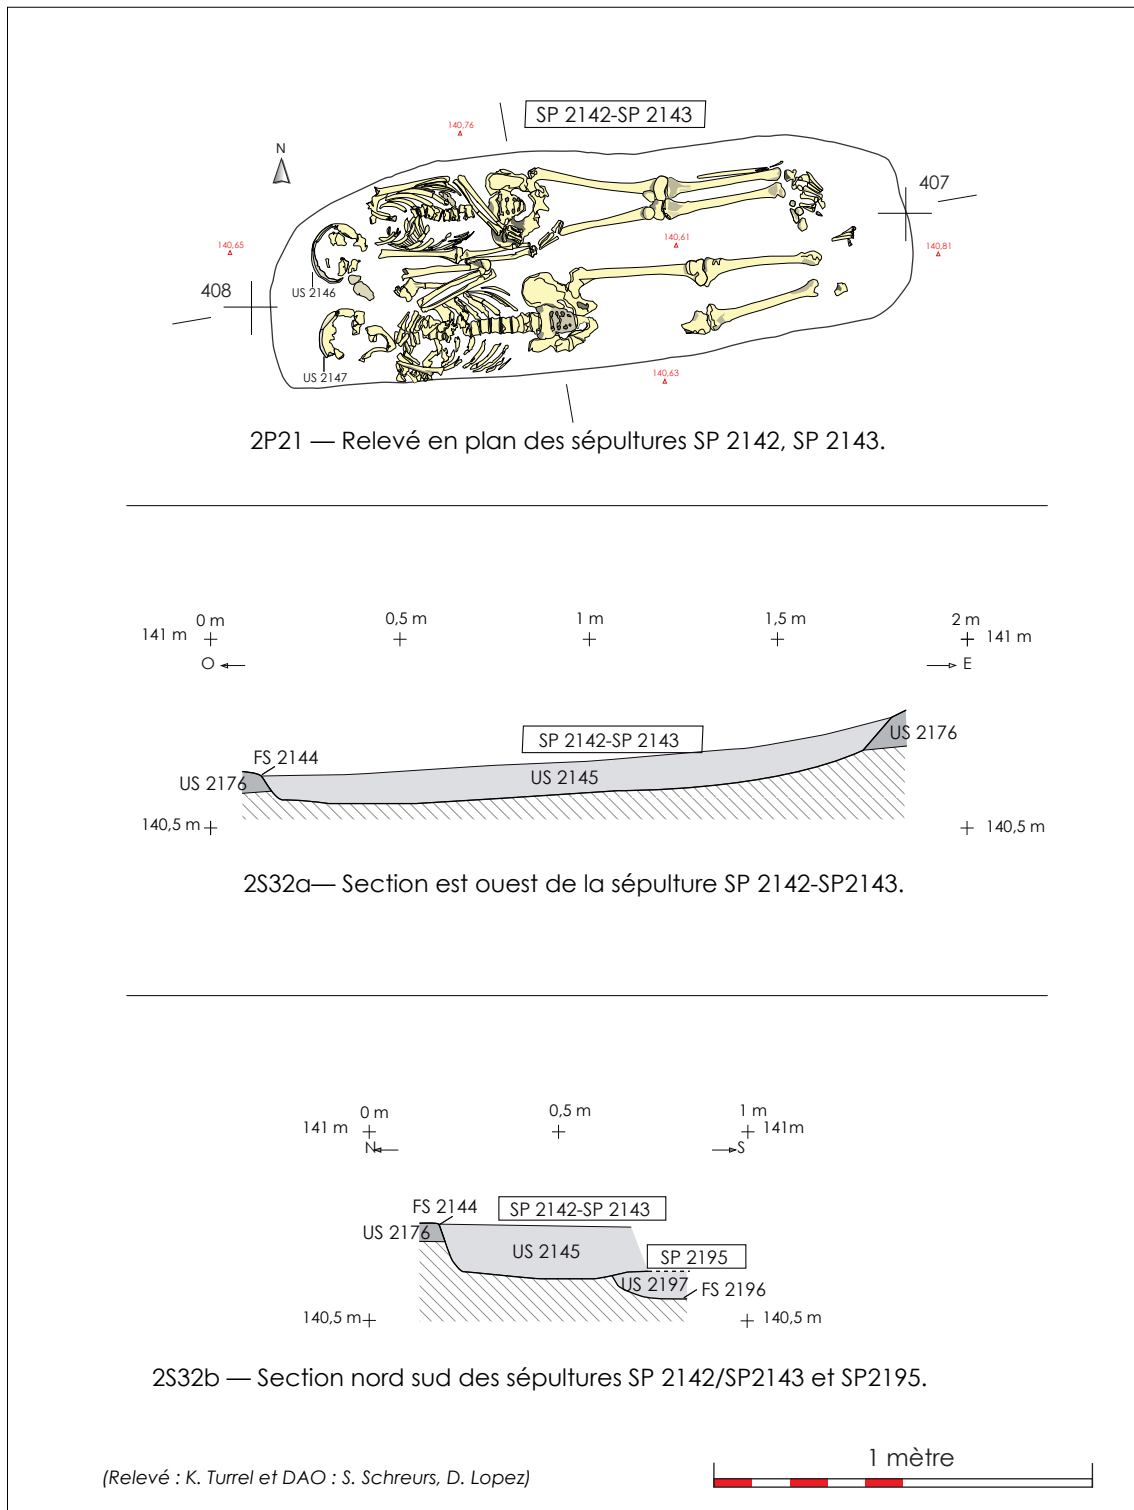 SP 2142-SP 2143
140,76
N
407
140,65
140,61
140,81
408
US 2146
US 2147
140,63
2P21 — Relevé en plan des sépultures SP 2142, SP 2143.
0 m 0,5 m 1 m 1,5 m 2 m
141 m 141 m
O E
SP 2142-SP 2143
US 2176
FS 2144
US 2176 US 2145
140,5 m 140,5 m
2S32a— Section est ouest de la sépulture SP 2142-SP2143.
0 m 0,5 m 1 m
141 m 141m
N S
FS 2144 SP 2142-SP 2143
US 2176
US 2145 SP 2195
US 2197 FS 2196
140,5 m 140,5 m
2S32b — Section nord sud des sépultures SP 2142/SP2143 et SP2195.
1 mètre
(Relevé : K. Turrel et DAO : S. Schreurs, D. Lopez)